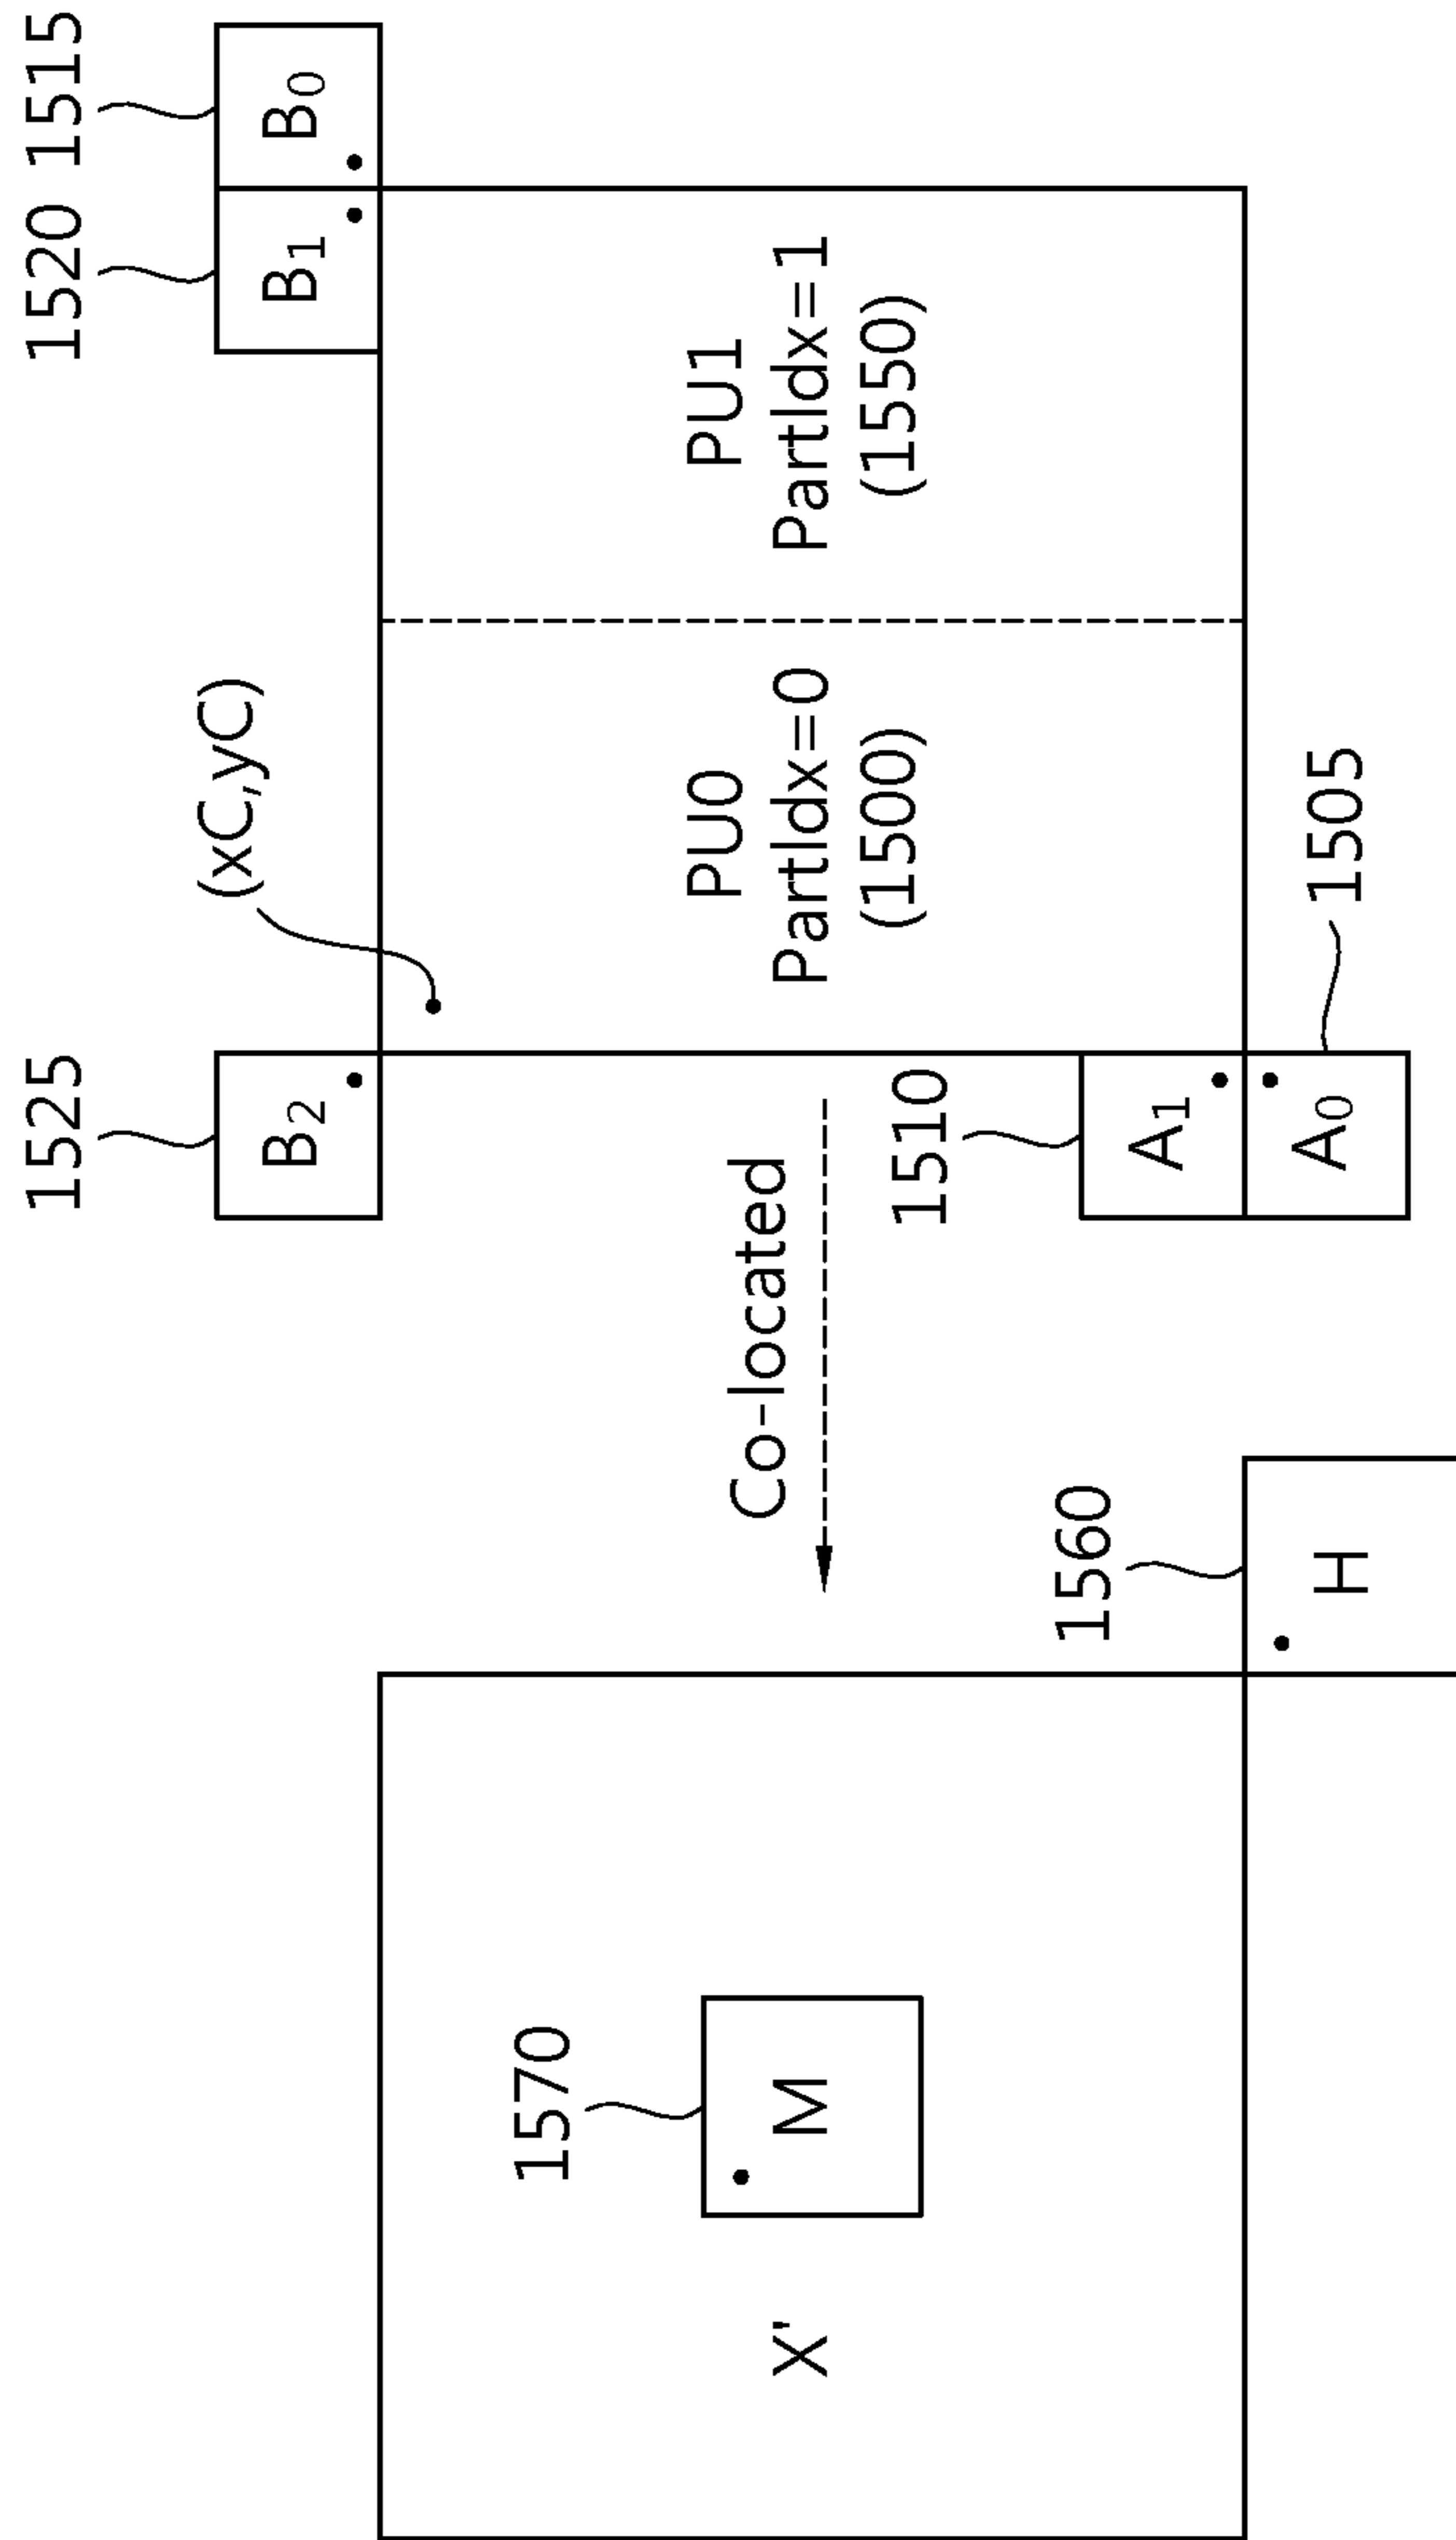 1525
1520
1515
B2
B1
B0
(xC,yC)
1570
M
X'
Co-located
PU0
PartIdx=0
(1500)
PU1
PartIdx=1
(1550)
1510
A1
1560
H
A0
1505